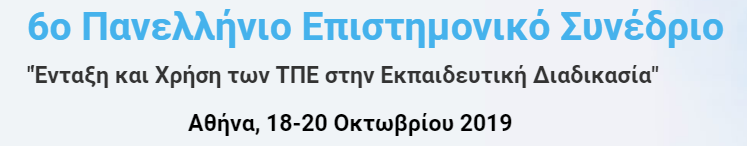 6ο Πανελλήνιο Επιστημονικό Συνέδριο
"Ένταξη και Χρήση των ΤΠΕ στην Εκπαιδευτική Διαδικασία"
Αθήνα, 18-20 Οκτωβρίου 2019